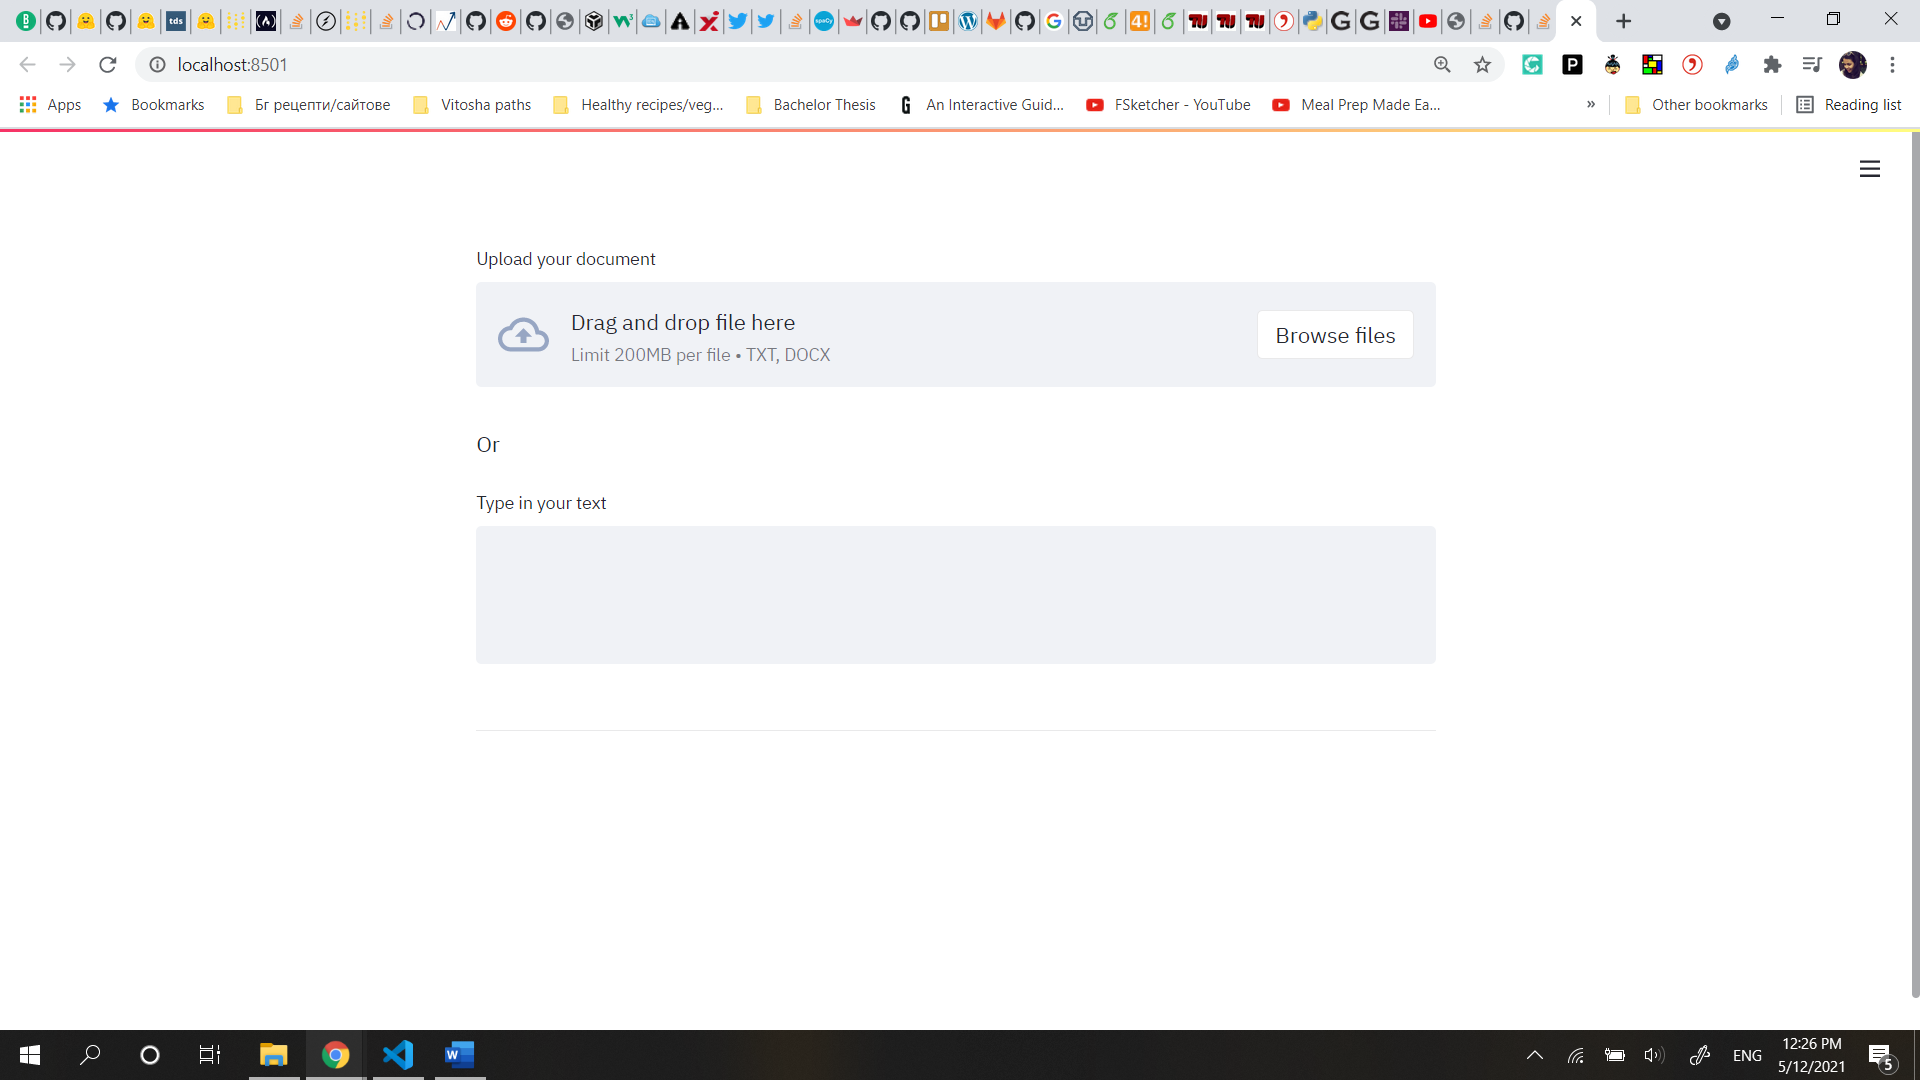 localhost:8501
Apps Bookmarks Бг рецепти/сайтове Vitosha paths Healthy recipes/veg... Bachelor Thesis An Interactive Guid... FSketcher - YouTube Meal Prep Made Ea... » Other bookmarks Reading list
Upload your document
Drag and drop file here
Limit 200MB per file • TXT, DOCX
Browse files
Or
Type in your text
ENG
12:26 PM
5/12/2021
5